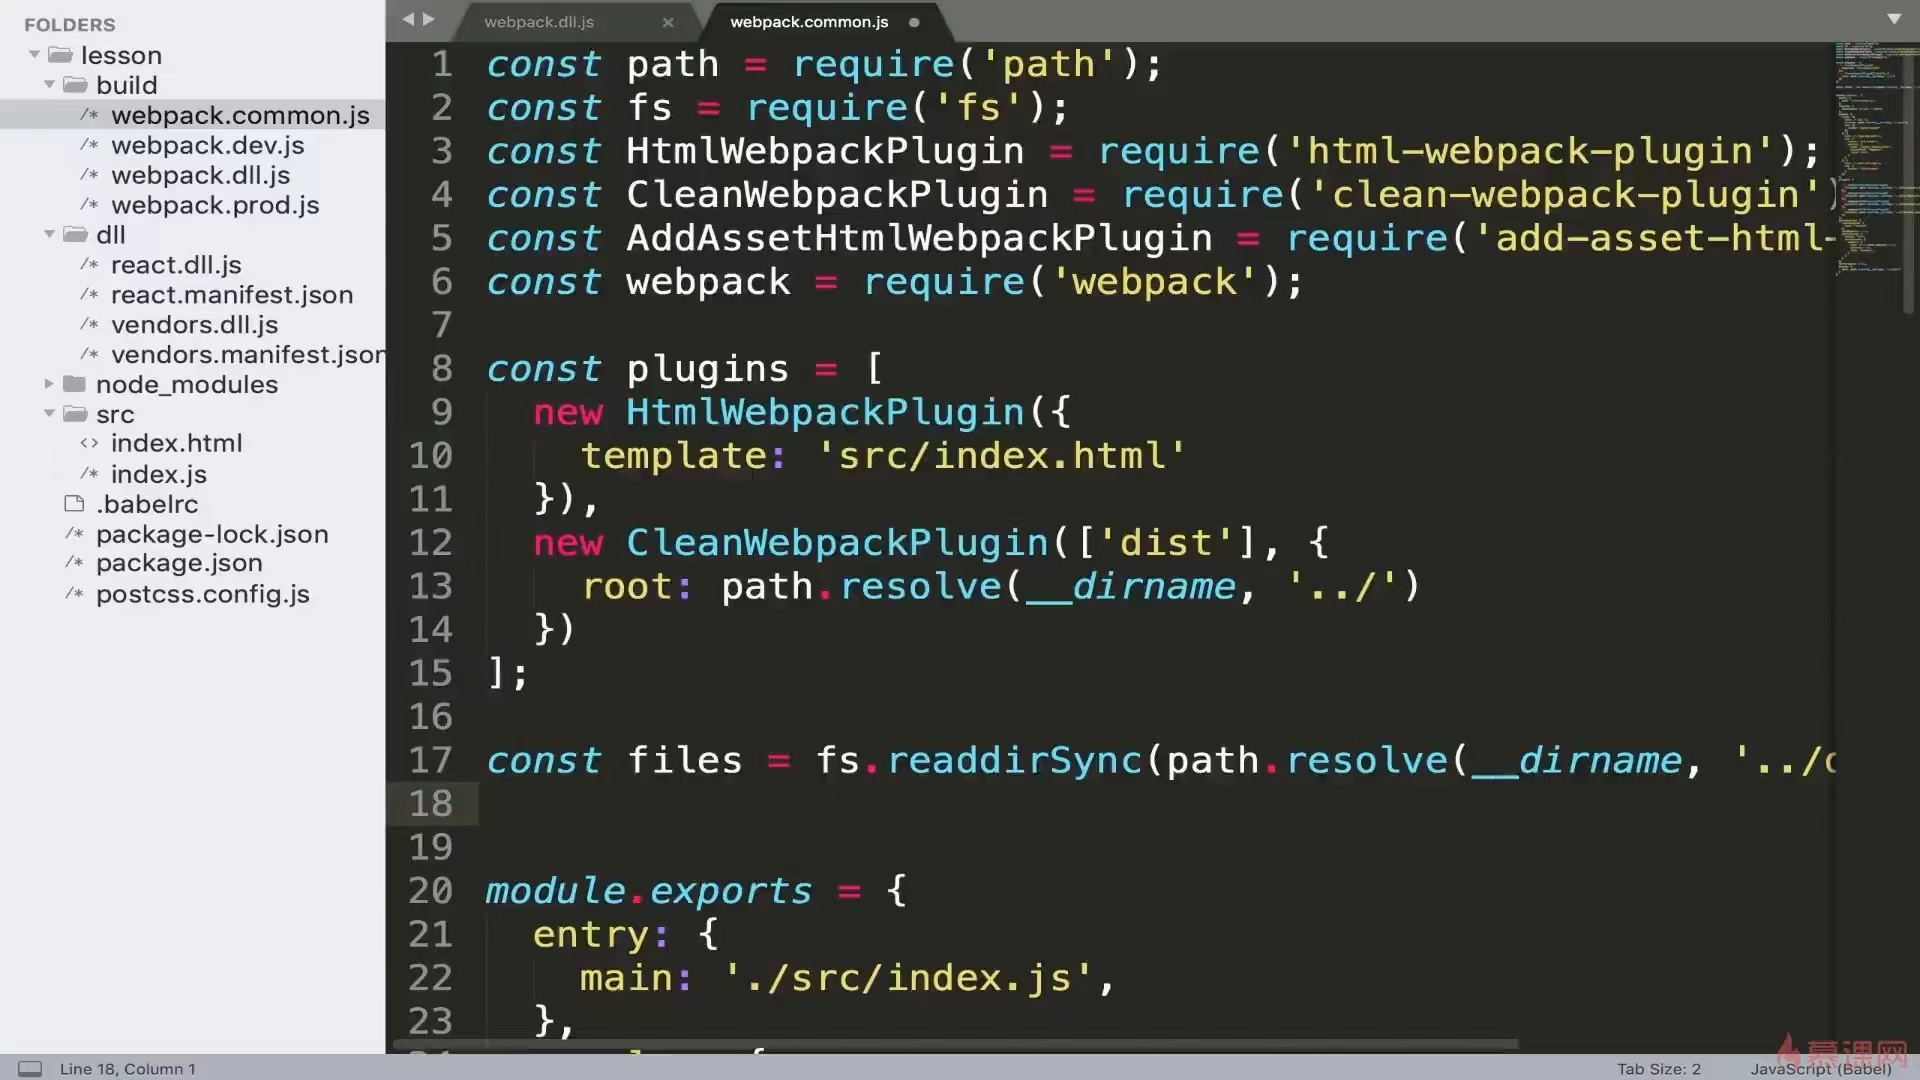 FOLDERS
lesson
build
/* webpack.common.js
/* webpack.dev.js
/* webpack.dll.js
/* webpack.prod.js
dll
/* react.dll.js
/* react.manifest.json
/* vendors.dll.js
/* vendors.manifest.json
node_modules
src
<> index.html
/* index.js
.babelrc
/* package-lock.json
/* package.json
/* postcss.config.js
webpack.dll.js ×
webpack.common.js
1 const path = require('path');
2 const fs = require('fs');
3 const HtmlWebpackPlugin = require('html-webpack-plugin');
4 const CleanWebpackPlugin = require('clean-webpack-plugin')
5 const AddAssetHtmlWebpackPlugin = require('add-asset-html-
6 const webpack = require('webpack');
7
8 const plugins = [
9 new HtmlWebpackPlugin({
10 template: 'src/index.html'
11 }),
12 new CleanWebpackPlugin(['dist'], {
13 root: path.resolve(__dirname, '../')
14 })
15 ];
16
17 const files = fs.readdirSync(path.resolve(__dirname, '../
18
19
20 module.exports = {
21 entry: {
22 main: './src/index.js',
23 },
Line 18, Column 1
Tab Size: 2
JavaScript (Babel)
慕课网